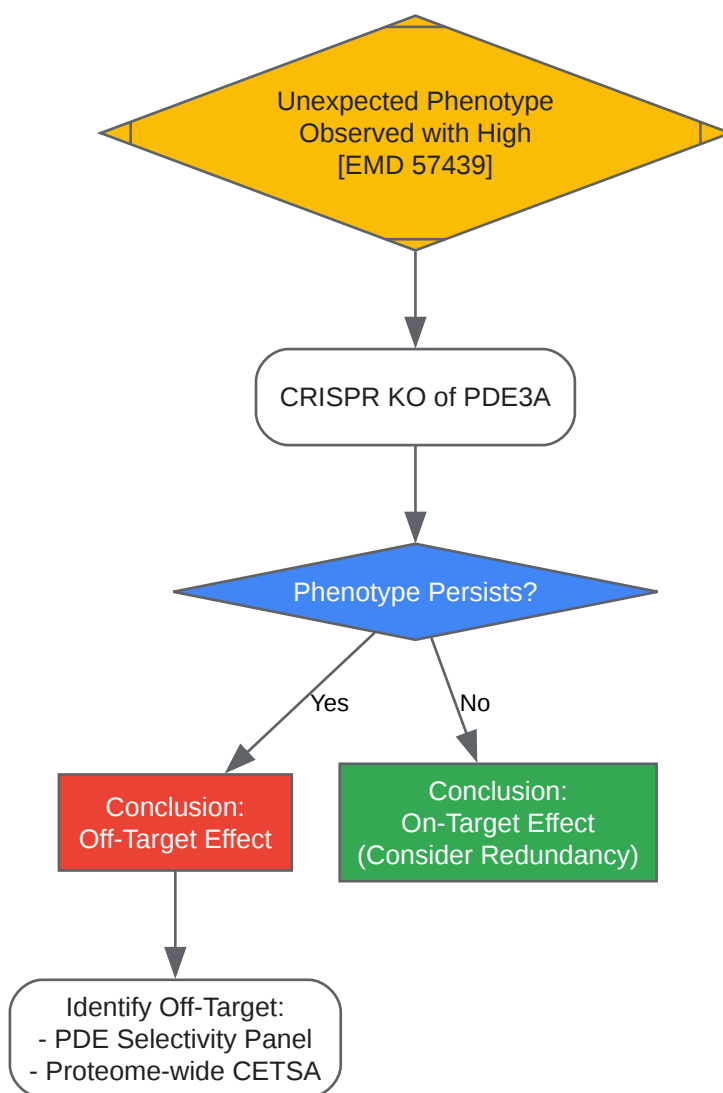 Unexpected Phenotype
Observed with High
[EMD 57439]
CRISPR KO of PDE3A
Phenotype Persists?
Yes
No
Conclusion:
Off-Target Effect
Conclusion:
On-Target Effect
(Consider Redundancy)
Identify Off-Target:
- PDE Selectivity Panel
- Proteome-wide CETSA